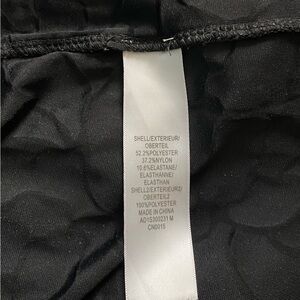 SHELL/EXTERIEUR/
OBERTEIL
52.2%POLYESTER
37.2%NYLON
10.6%ELASTANE/
ELASTHANNE/
ELASTHAN
SHELL2/EXTERIEUR2/
OBERTEIL2
100%POLYESTER
MADE IN CHINA
AD15303231 M
CN0015